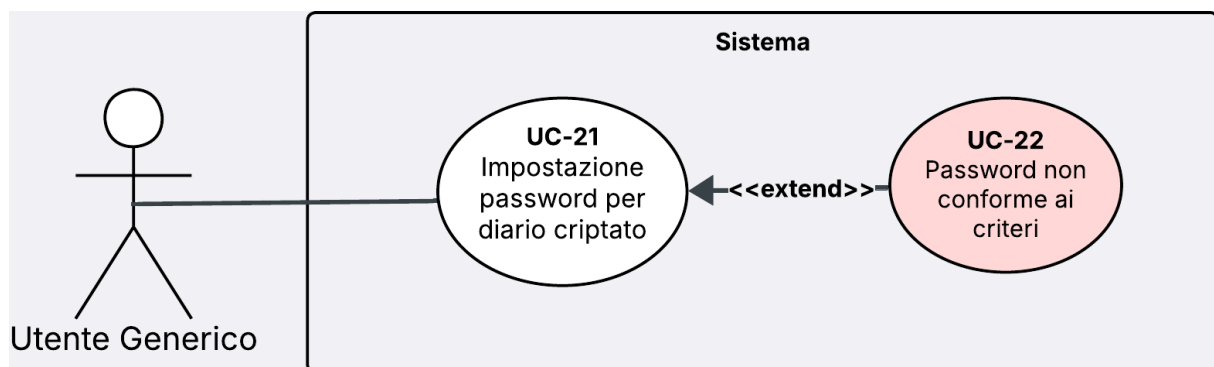 Sistema
UC-21
Impostazione
password per
diario criptato
<<extend>>
UC-22
Password non
conforme ai
criteri
Utente Generico